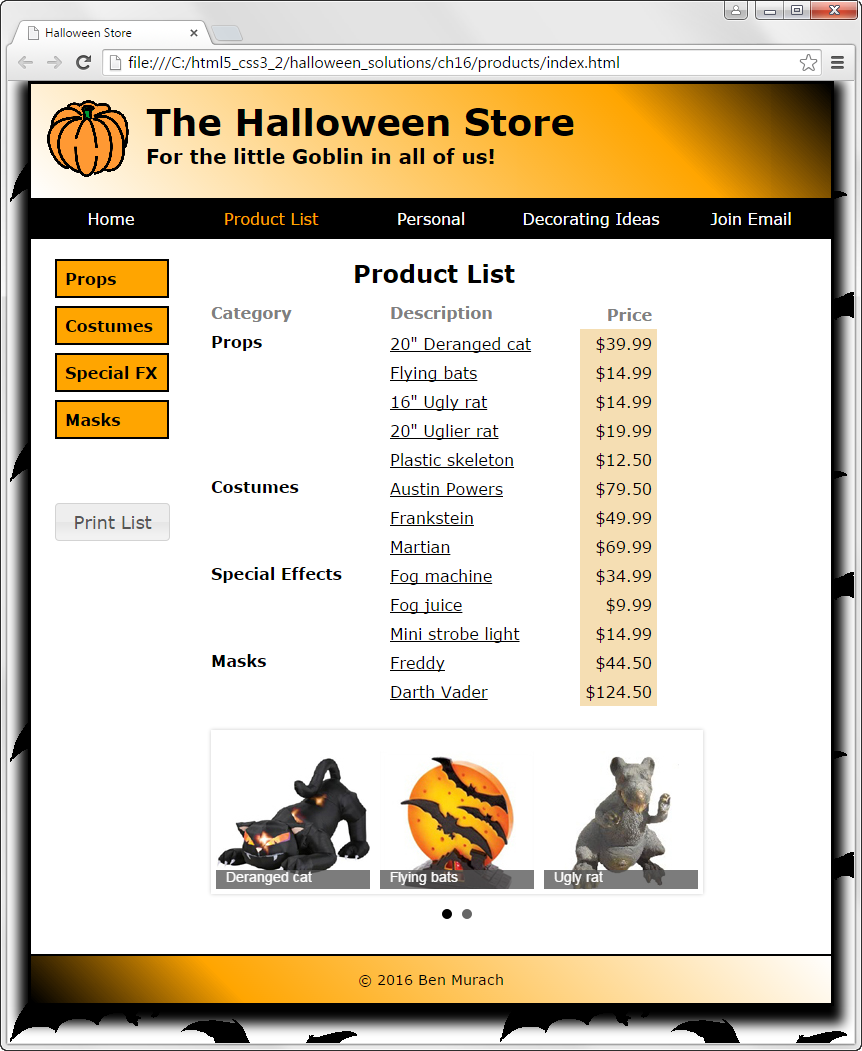 Halloween Store
file:///C:/html5_css3_2/halloween_solutions/ch16/products/index.html
The Halloween Store
For the little Goblin in all of us!
Home Product List Personal Decorating Ideas Join Email
Props
Costumes
Special FX
Masks
Print List
Product List
Category Description Price
Props 20" Deranged cat $39.99
Flying bats $14.99
16" Ugly rat $14.99
20" Uglier rat $19.99
Plastic skeleton $12.50
Costumes Austin Powers $79.50
Frankstein $49.99
Martian $69.99
Special Effects Fog machine $34.99
Fog juice $9.99
Mini strobe light $14.99
Masks Freddy $44.50
Darth Vader $124.50
Deranged cat Flying bats Ugly rat
© 2016 Ben Murach